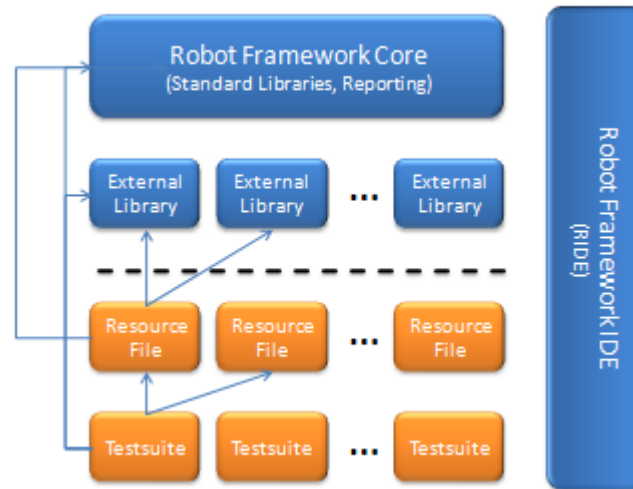 Robot Framework Core
(Standard Libraries, Reporting)
External
Library
External
Library
...
External
Library
Resource
File
Resource
File
...
Resource
File
Testsuite
Testsuite
...
Testsuite
Robot Framework IDE
(RIDE)